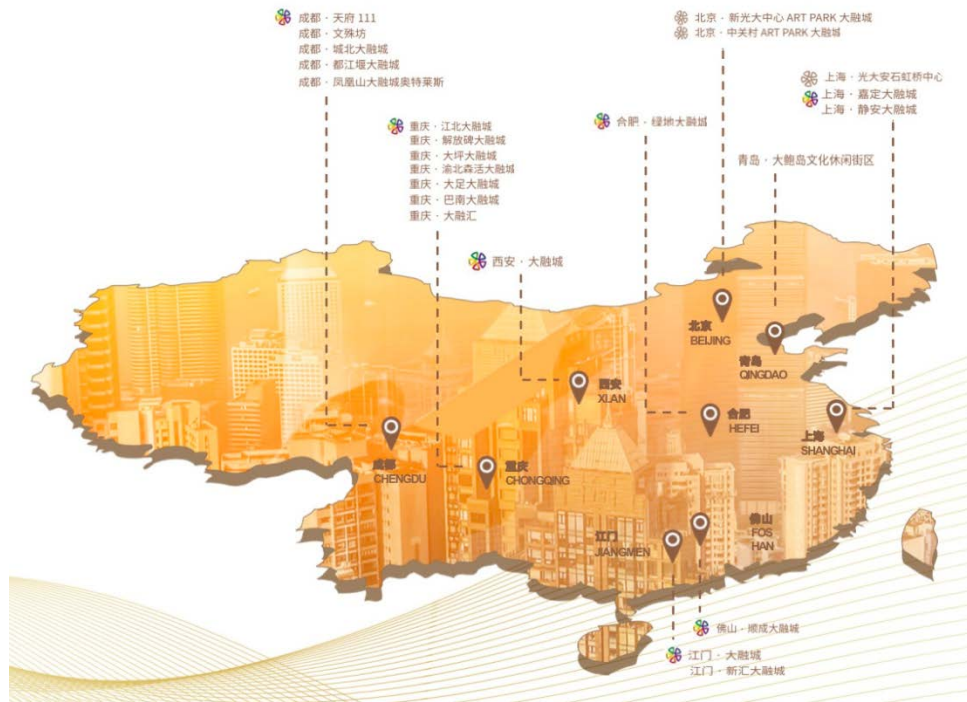 成都 · 天府 111
成都 · 文殊坊
成都 · 城北大融城
成都 · 都江堰大融城
成都 · 凤凰山大融城奥特莱斯
北京 · 新光大中心 ART PARK 大融城
北京 · 中关村 ART PARK 大融城
上海 · 光大安石虹桥中心
上海 · 嘉定大融城
上海 · 静安大融城
重庆 · 江北大融城
重庆 · 解放碑大融城
重庆 · 大坪大融城
重庆 · 渝北森活大融城
重庆 · 大足大融城
重庆 · 巴南大融城
重庆 · 大融汇
合肥 · 绿地大融城
青岛 · 大鲍岛文化休闲街区
西安 · 大融城
北京
BEIJING
青岛
QINGDAO
西安
XI.AN
合肥
HEFEI
上海
SHANGHAI
成都
CHENGDU
重庆
CHONGQING
江门
JIANGMEN
佛山
FOS
HAN
佛山 · 顺成大融城
江门 · 大融城
江门 · 新汇大融城